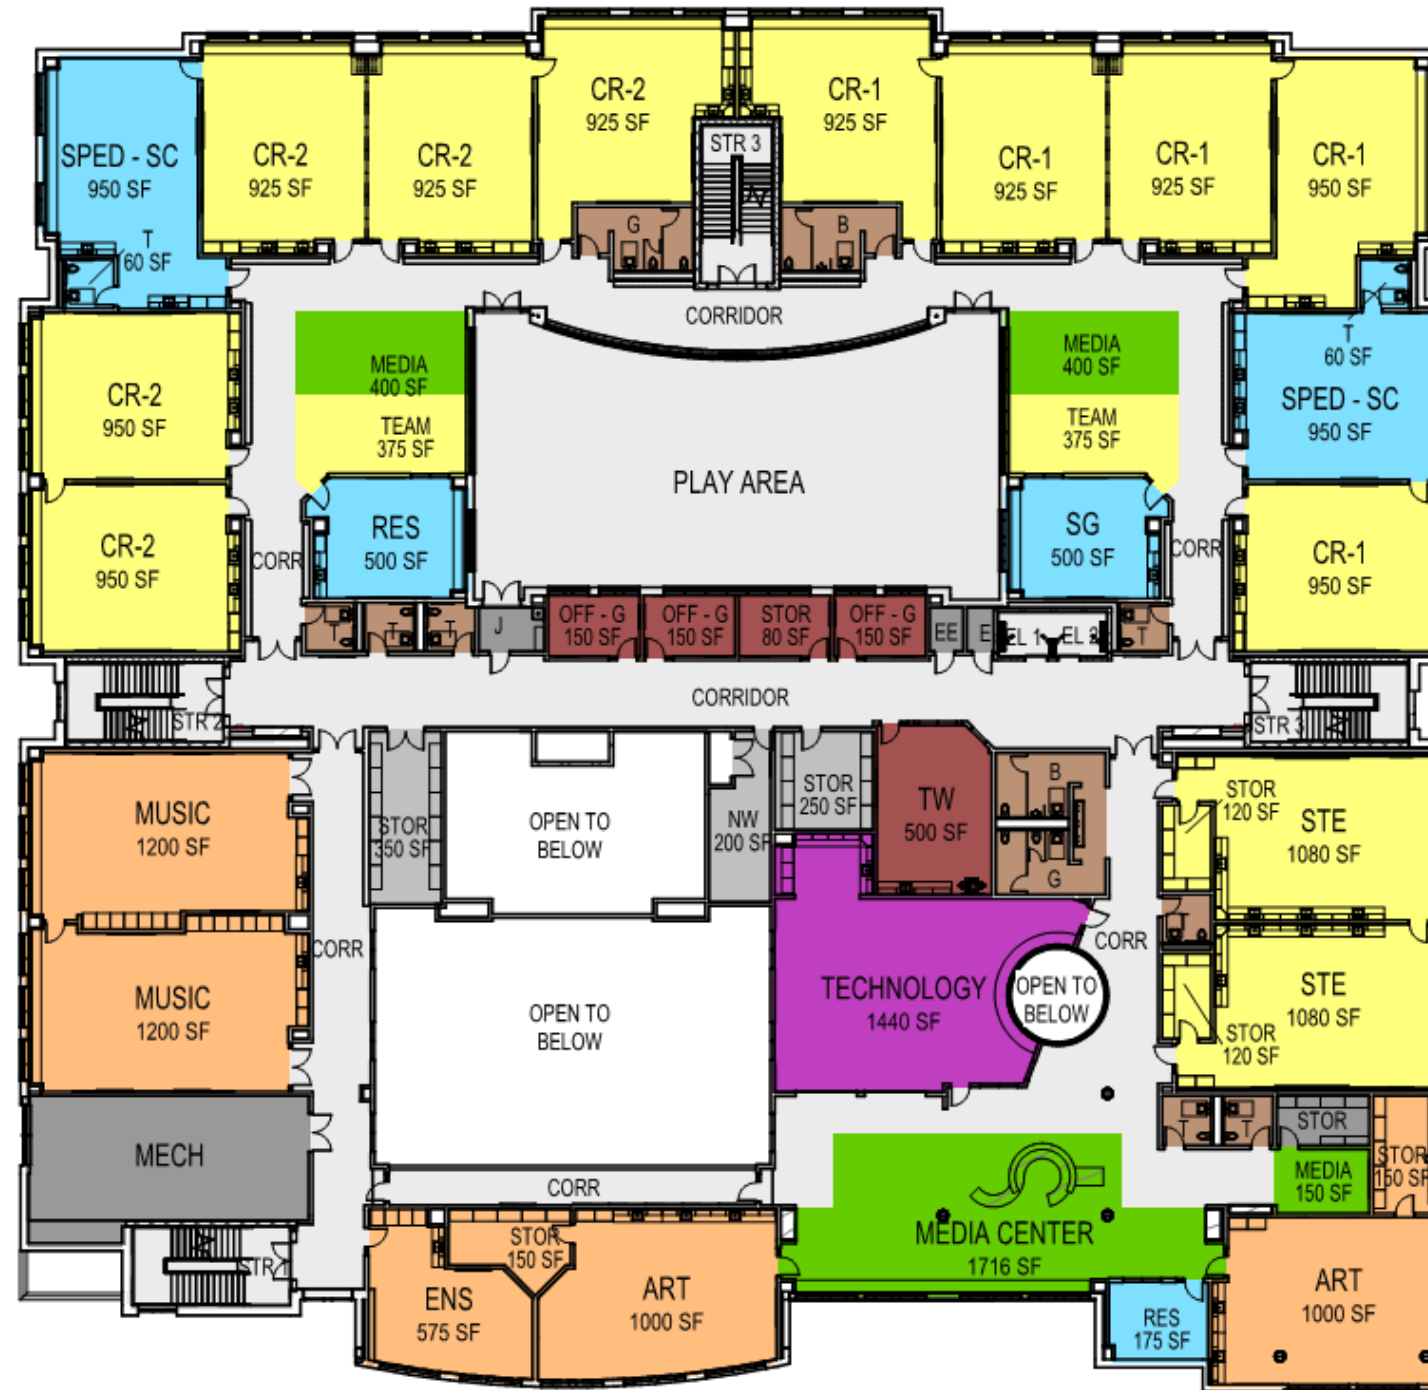 CR-2
925 SF
CR-1
925 SF
STR 3
SPED - SC
950 SF
CR-2
925 SF
CR-2
925 SF
CR-1
925 SF
CR-1
925 SF
CR-1
950 SF
G
B
T
60 SF
CORRIDOR
MEDIA
400 SF
MEDIA
400 SF
T
60 SF
CR-2
950 SF
TEAM
375 SF
TEAM
375 SF
SPED - SC
950 SF
PLAY AREA
CR-2
950 SF
CORR
RES
500 SF
SG
500 SF
CORR
CR-1
950 SF
T
T
T
J
OFF - G
150 SF
OFF - G
150 SF
STOR
80 SF
OFF - G
150 SF
EE
E
EL 1
EL 2
T
CORRIDOR
STR 2
STR 3
MUSIC
1200 SF
STOR
350 SF
OPEN TO
BELOW
NW
200 SF
STOR
250 SF
TW
500 SF
B
G
STOR
120 SF
STE
1080 SF
CORR
T
CORR
MUSIC
1200 SF
OPEN TO
BELOW
TECHNOLOGY
1440 SF
OPEN TO
BELOW
STE
1080 SF
STOR
120 SF
MECH
T
T
STOR
STOR
150 SF
MEDIA
150 SF
CORR
STR 1
STOR
150 SF
MEDIA CENTER
1716 SF
ENS
575 SF
ART
1000 SF
RES
175 SF
ART
1000 SF